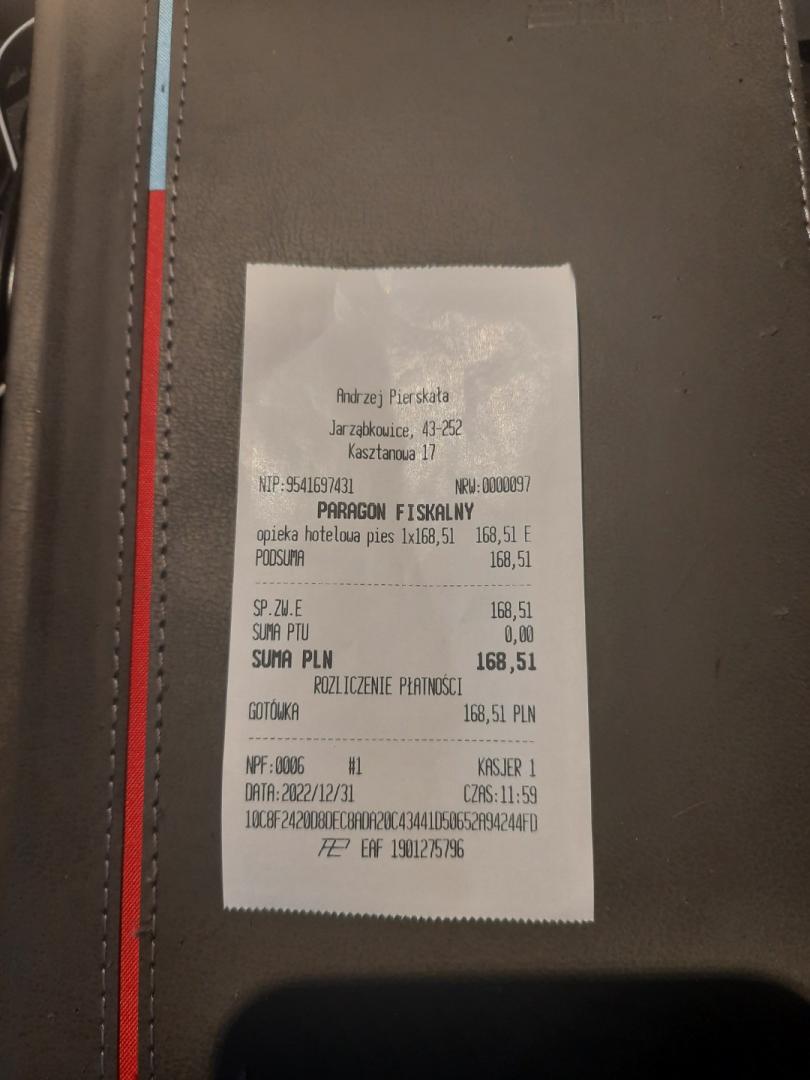 Andrzej Pierskała
Jarząbkowice, 43-252
Kasztanowa 17
NIP:9541697431 NRW:0000097
PARAGON FISKALNY
opieka hotelowa pies 1x168,51 168,51 E
PODSUMA 168,51
SP.ZW.E 168,51
SUMA PTU 0,00
SUMA PLN 168,51
ROZLICZENIE PŁATNOŚCI
GOTÓWKA 168,51 PLN
NPF:0006 #1 KASJER 1
DATA:2022/12/31 CZAS:11:59
10C8F2420D8DEC8ADA20C43441D50652A94244FD
EAF 1901275796